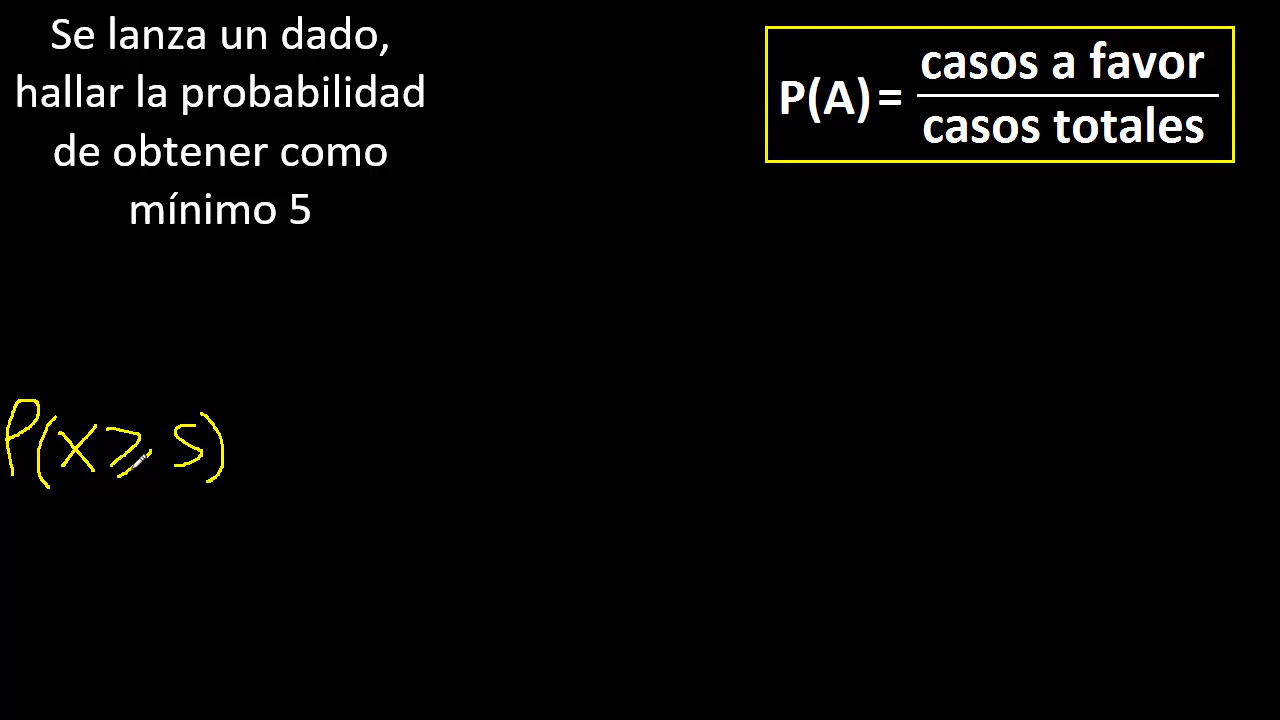 Se lanza un dado,
hallar la probabilidad
de obtener como
mínimo 5
P(A) = casos a favor
casos totales
P(X ≥ 5)